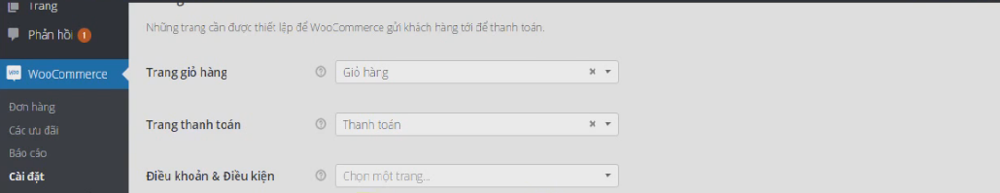 Trang
Phản hồi 1
WooCommerce
Đơn hàng
Các ưu đãi
Báo cáo
Cài đặt
Những trang cần được thiết lập để WooCommerce gửi khách hàng tới để thanh toán.
Trang giỏ hàng
Giỏ hàng
Trang thanh toán
Thanh toán
Điều khoản & Điều kiện
Chọn một trang...